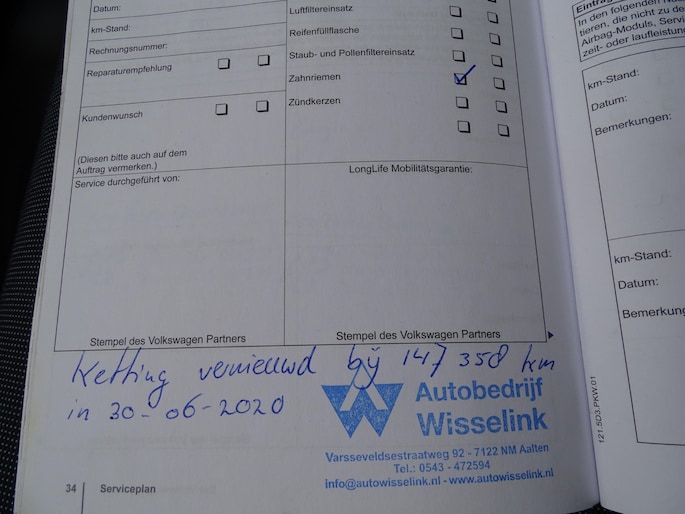 Datum:
km-Stand:
Rechnungsnummer:
Reparaturempfehlung
Kundenwunsch
(Diesen bitte auch auf dem
Auftrag vermerken.)
Luftfiltereinsatz
Reifenfüllflasche
Staub- und Pollenfiltereinsatz
Zahnriemen
Zündkerzen
Service durchgeführt von:
LongLife Mobilitätsgarantie:
Stempel des Volkswagen Partners
Stempel des Volkswagen Partners
Ketting vernieuwd bij 147 358 km
in 30-06-2020
Autobedrijf
Wisselink
Varsseveldsestraatweg 92 - 7122 NM Aalten
Tel.: 0543 - 472594
info@autowisselink.nl - www.autowisselink.nl
34 Serviceplan
In den folgenden
tieren, die nicht zu de
Airbag-Moduls, Servi
zeit- oder laufleistun
km-Stand:
Datum:
Bemerkungen:
km-Stand:
Datum:
Bemerkung
121.5D3.PKW.01